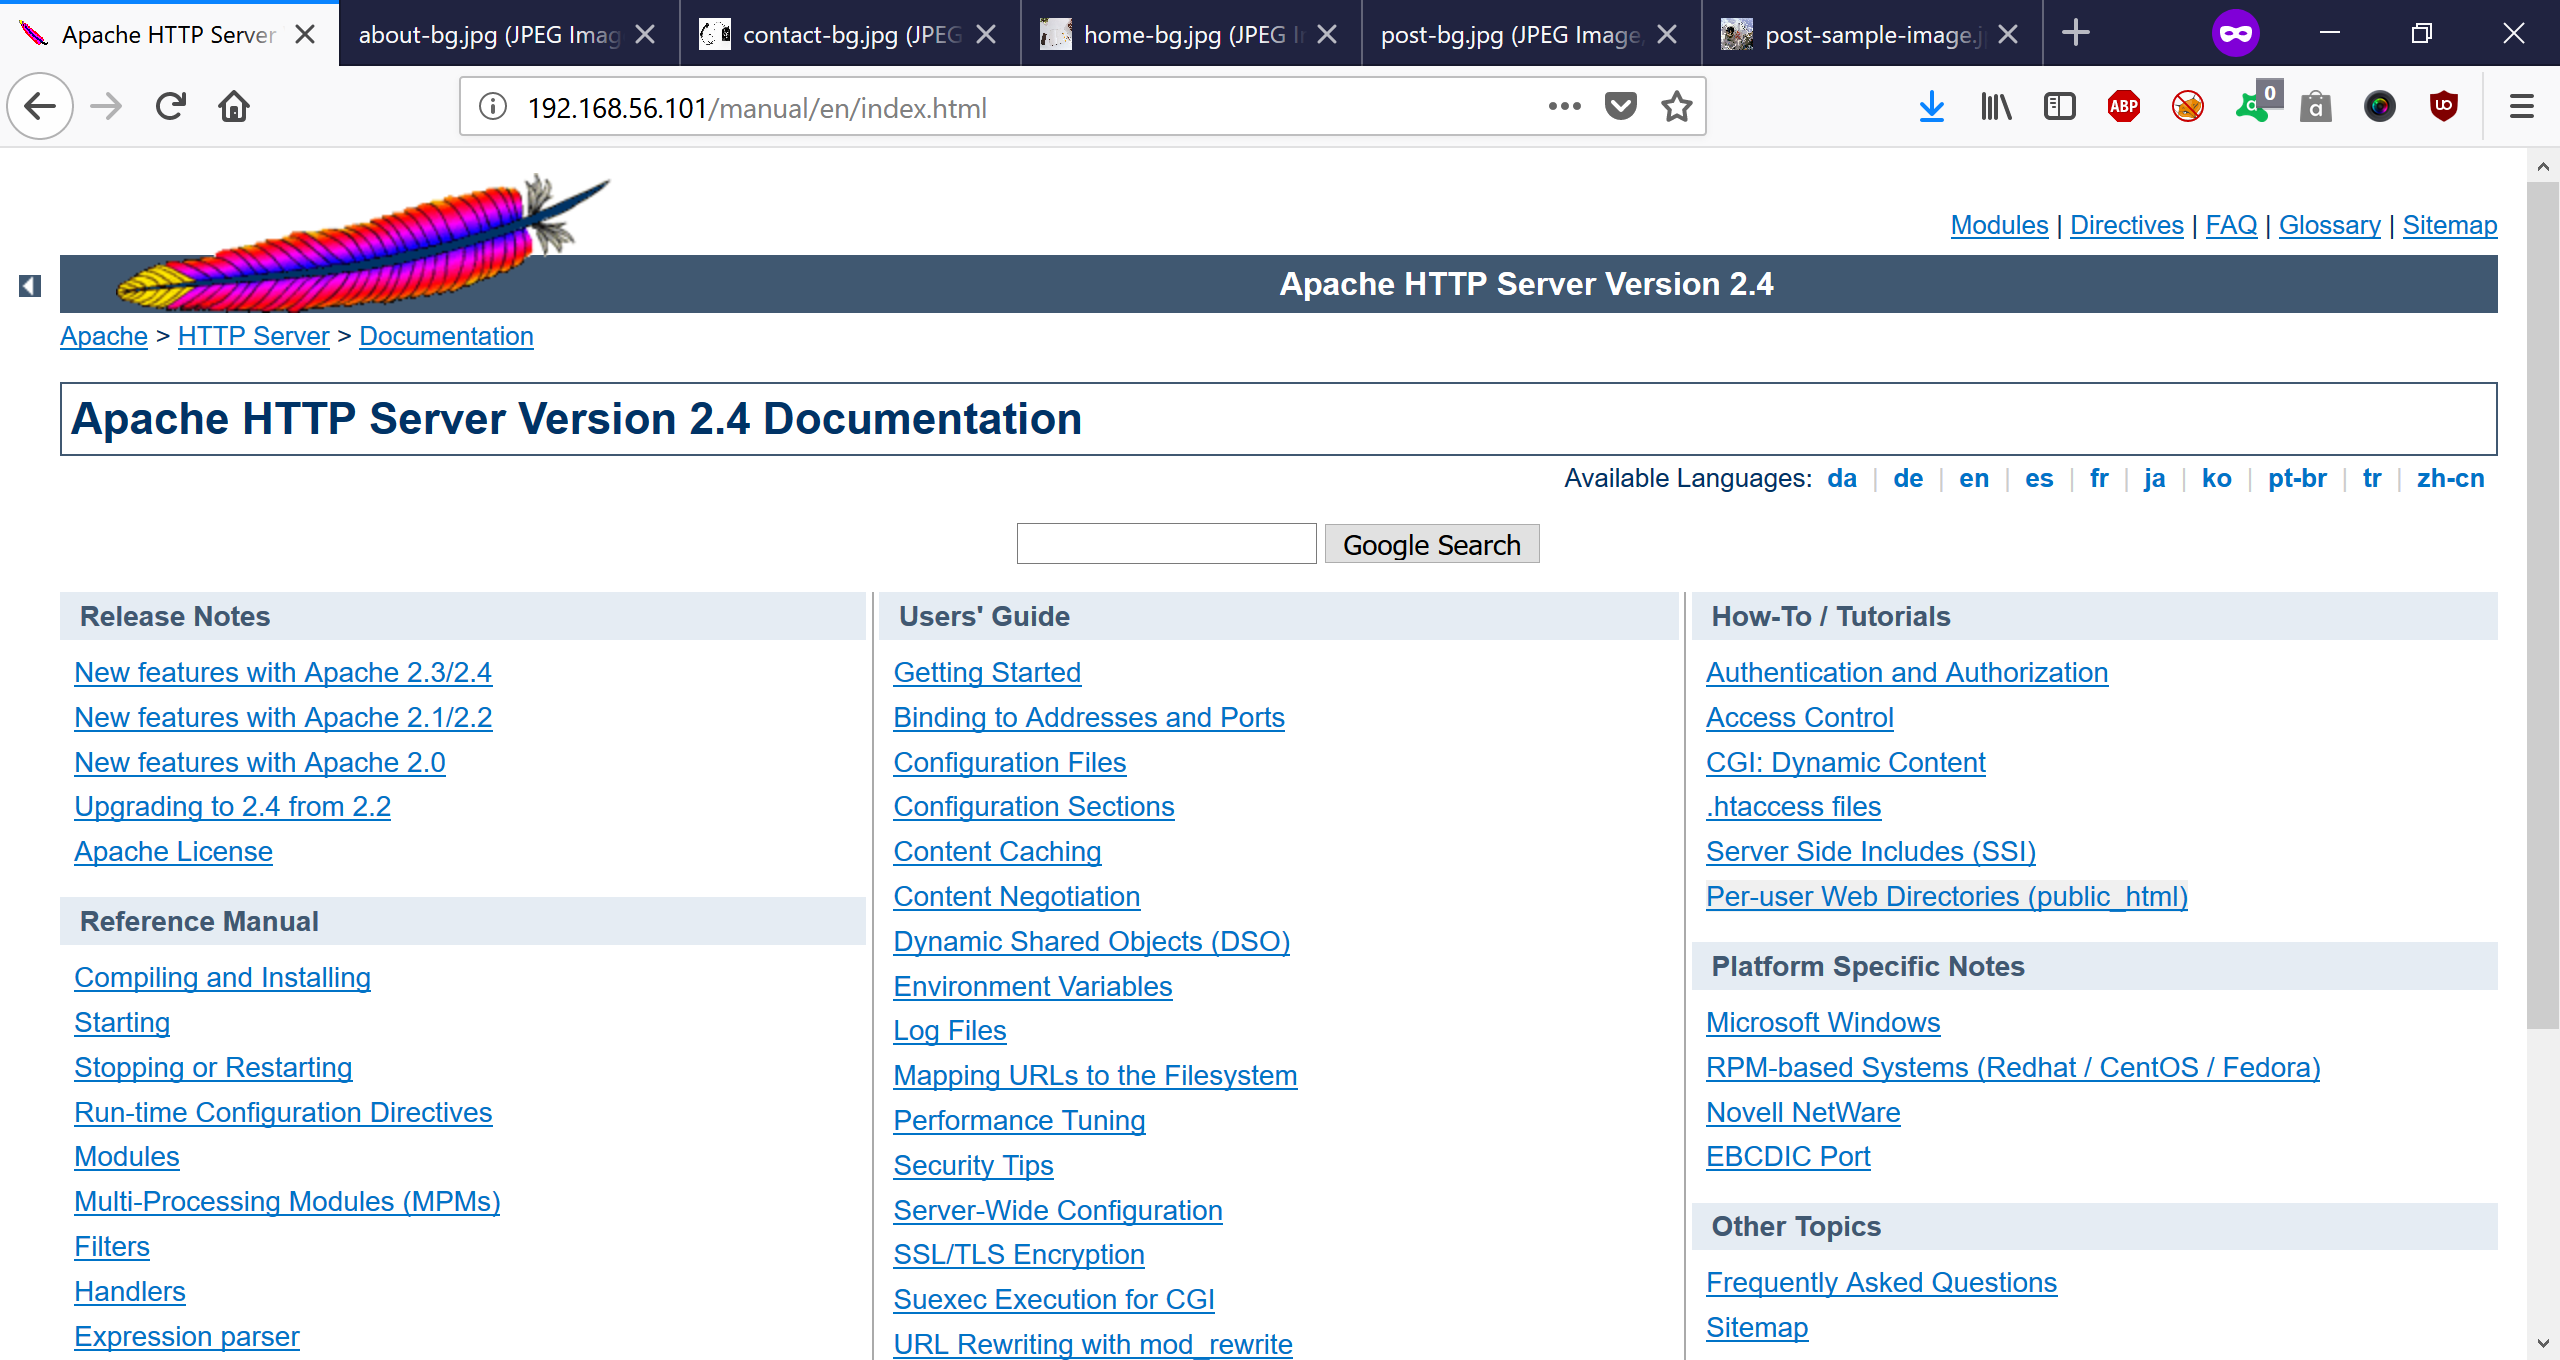 Apache HTTP Server
about-bg.jpg (JPEG Imag
contact-bg.jpg (JPEG
home-bg.jpg (JPEG I
post-bg.jpg (JPEG Image,
post-sample-image.j
192.168.56.101/manual/en/index.html
ABP
0
Modules | Directives | FAQ | Glossary | Sitemap
Apache HTTP Server Version 2.4
Apache > HTTP Server > Documentation
Apache HTTP Server Version 2.4 Documentation
Available Languages: da | de | en | es | fr | ja | ko | pt-br | tr | zh-cn
Google Search
Release Notes
New features with Apache 2.3/2.4
New features with Apache 2.1/2.2
New features with Apache 2.0
Upgrading to 2.4 from 2.2
Apache License
Reference Manual
Compiling and Installing
Starting
Stopping or Restarting
Run-time Configuration Directives
Modules
Multi-Processing Modules (MPMs)
Filters
Handlers
Expression parser
Users' Guide
Getting Started
Binding to Addresses and Ports
Configuration Files
Configuration Sections
Content Caching
Content Negotiation
Dynamic Shared Objects (DSO)
Environment Variables
Log Files
Mapping URLs to the Filesystem
Performance Tuning
Security Tips
Server-Wide Configuration
SSL/TLS Encryption
Suexec Execution for CGI
URL Rewriting with mod_rewrite
How-To / Tutorials
Authentication and Authorization
Access Control
CGI: Dynamic Content
.htaccess files
Server Side Includes (SSI)
Per-user Web Directories (public_html)
Platform Specific Notes
Microsoft Windows
RPM-based Systems (Redhat / CentOS / Fedora)
Novell NetWare
EBCDIC Port
Other Topics
Frequently Asked Questions
Sitemap